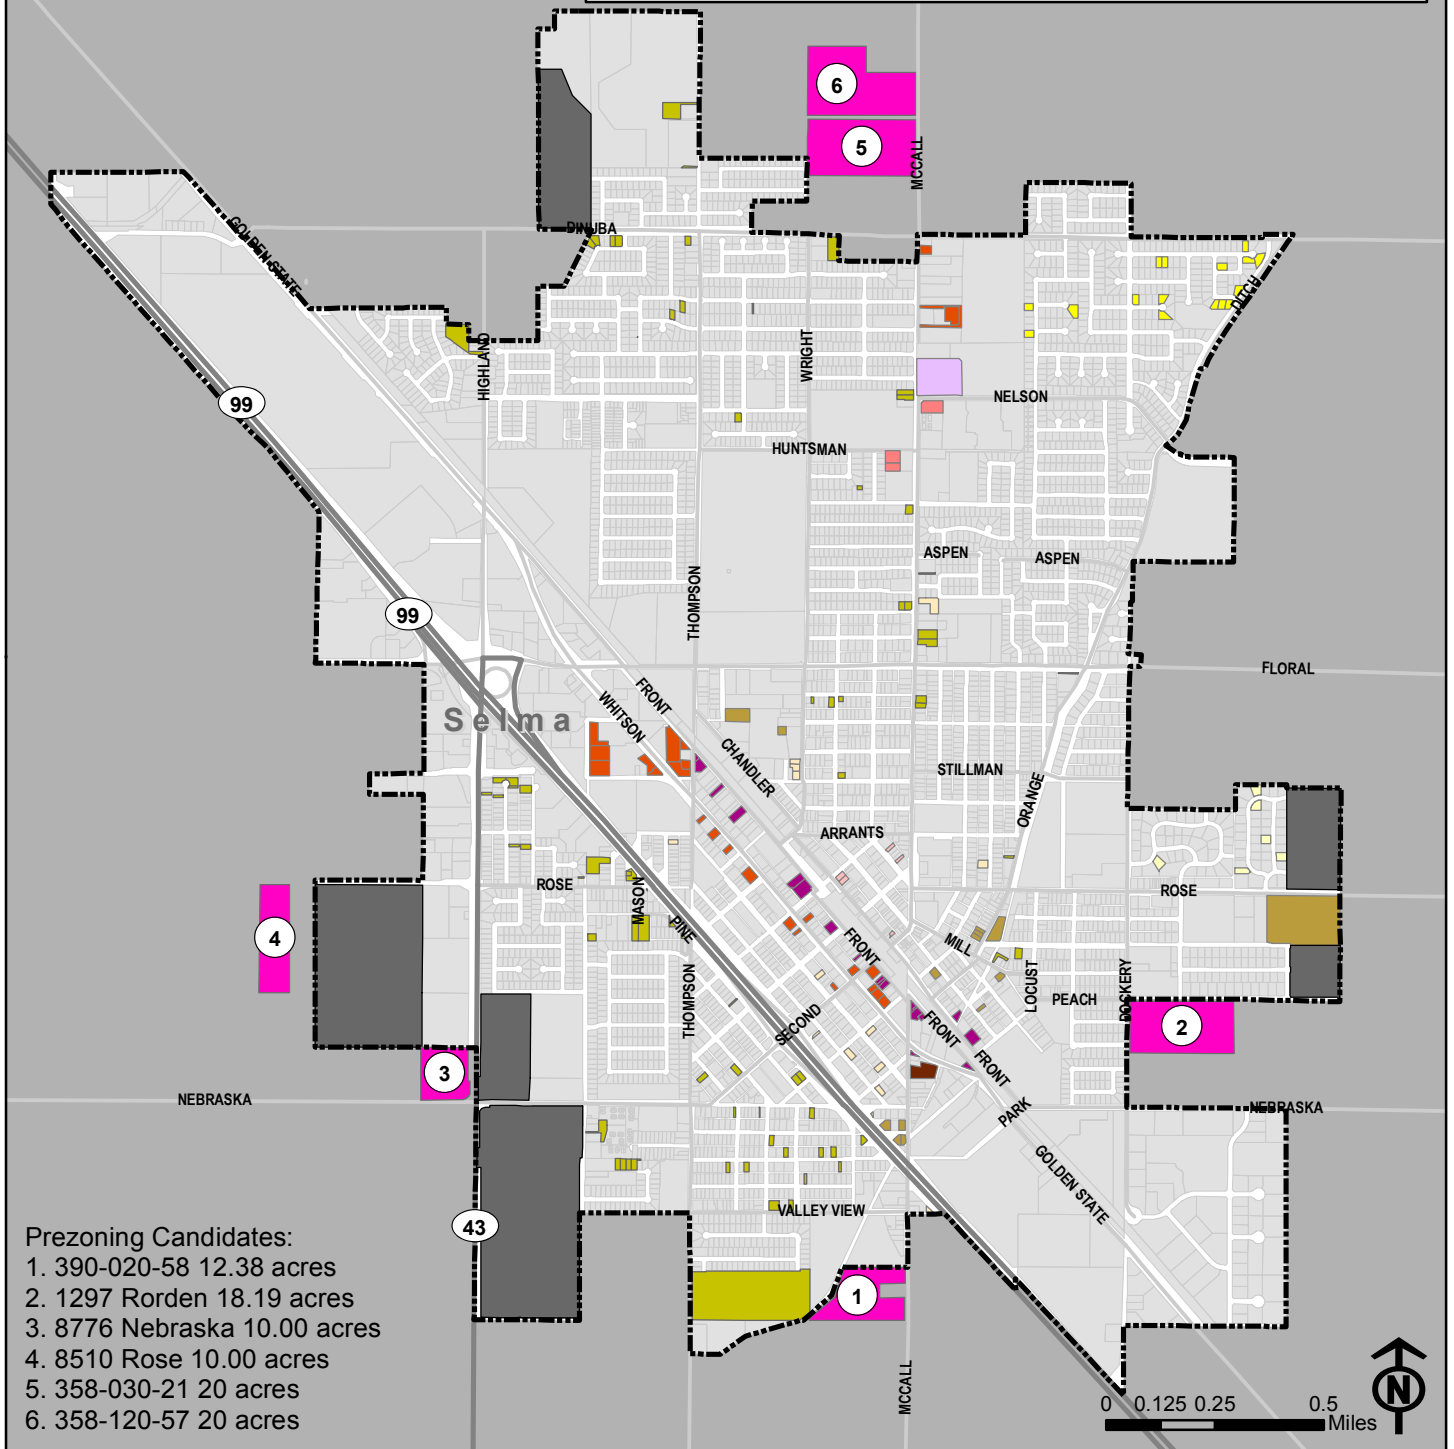 6
5
MCCALL
DINUBA
GOLDEN STATE
DITCH
HIGHLAND
WRIGHT
99
NELSON
HUNTSMAN
ASPEN
ASPEN
99
THOMPSON
FLORAL
FRONT
WHITSON
Selma
CHANDLER
STILLMAN
ORANGE
ARRANTS
ROSE
MASON
ROSE
4
PINE
FRONT
MILL
LOCUST
DOCKERY
PEACH
THOMPSON
SECOND
FRONT
2
FRONT
3
NEBRASKA
PARK
NEBRASKA
GOLDEN STATE
VALLEY VIEW
43
1
MCCALL
Prezoning Candidates:
1. 390-020-58 12.38 acres
2. 1297 Rorden 18.19 acres
3. 8776 Nebraska 10.00 acres
4. 8510 Rose 10.00 acres
5. 358-030-21 20 acres
6. 358-120-57 20 acres
N
0 0.125 0.25 0.5
Miles